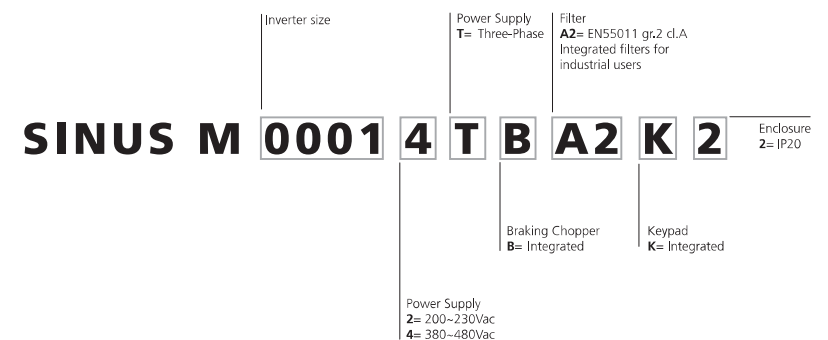 Inverter size
Power Supply
T= Three-Phase
Filter
A2= EN55011 gr.2 cl.A
Integrated filters for
industrial users
SINUS M 0001 4 T B A2 K 2
Enclosure
2= IP20
Braking Chopper
B= Integrated
Keypad
K= Integrated
Power Supply
2= 200~230Vac
4= 380~480Vac